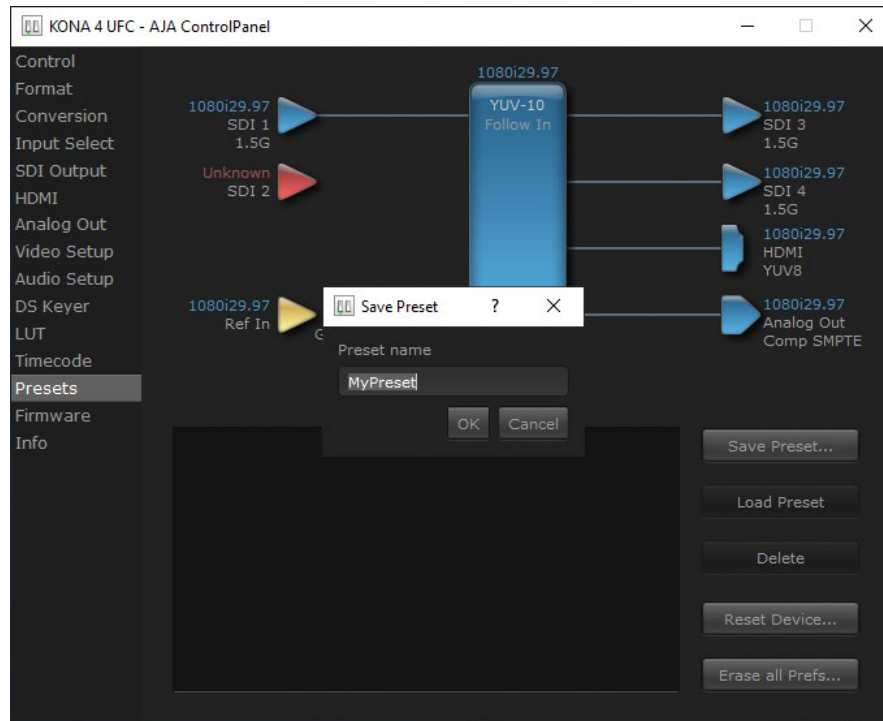 KONA 4 UFC - AJA ControlPanel
Control
Format
Conversion
Input Select
SDI Output
HDMI
Analog Out
Video Setup
Audio Setup
DS Keyer
LUT
Timecode
Presets
Firmware
Info
1080i29.97
SDI 1
1.5G
Unknown
SDI 2
1080i29.97
Ref In
1080i29.97
YUV-10
Follow In
1080i29.97
SDI 3
1.5G
1080i29.97
SDI 4
1.5G
1080i29.97
HDMI
YUV8
1080i29.97
Analog Out
Comp SMPTE
Save Preset
?
Preset name
MyPreset
OK
Cancel
Save Preset...
Load Preset
Delete
Reset Device...
Erase all Prefs...